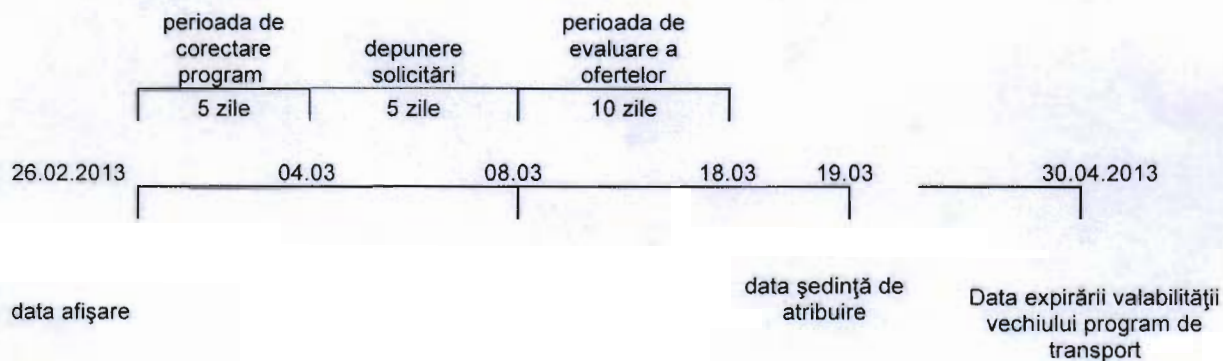 perioada de
corectare
program
depunere
solicitări
perioada de
evaluare a
ofertelor
5 zile
5 zile
10 zile
26.02.2013
04.03
08.03
18.03
19.03
30.04.2013
data afişare
data şedinţă de
atribuire
Data expirării valabilităţii
vechiului program de
transport